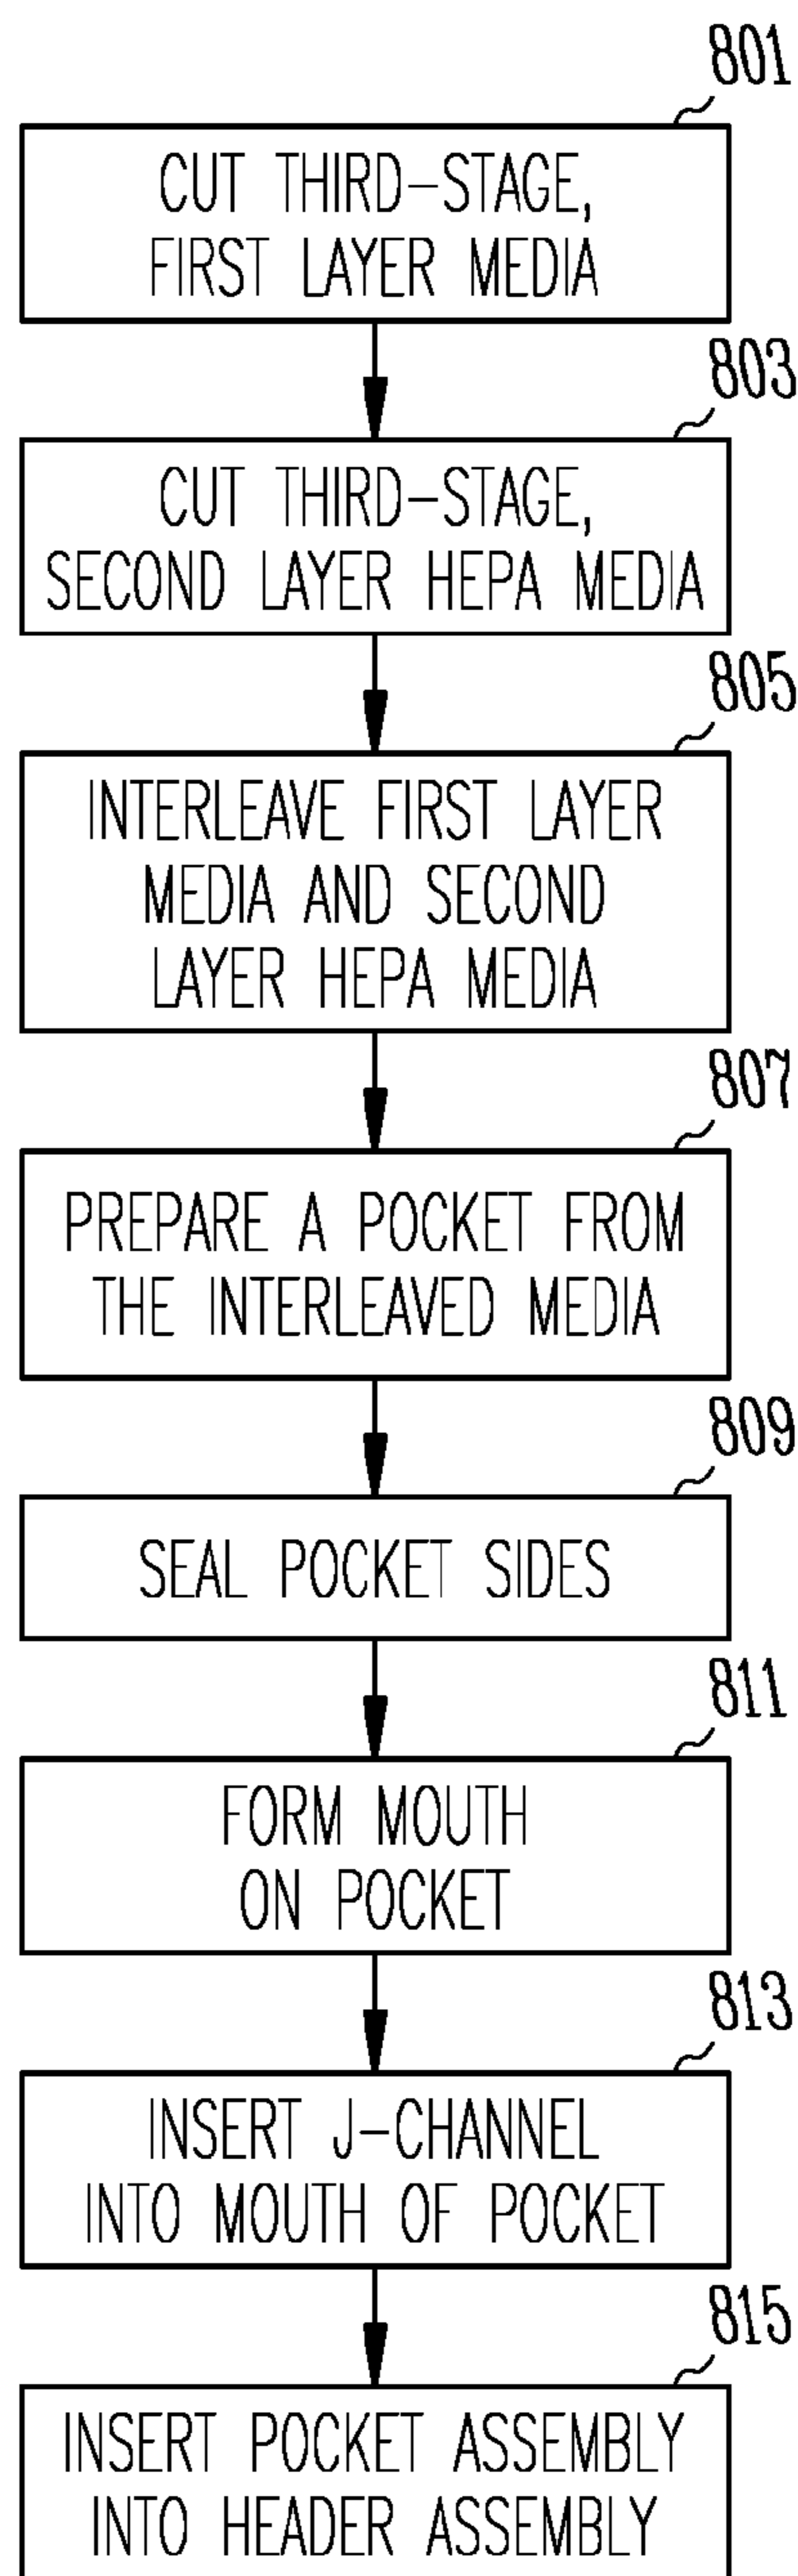 801
CUT THIRD-STAGE,
FIRST LAYER MEDIA
803
CUT THIRD-STAGE,
SECOND LAYER HEPA MEDIA
805
INTERLEAVE FIRST LAYER
MEDIA AND SECOND
LAYER HEPA MEDIA
807
PREPARE A POCKET FROM
THE INTERLEAVED MEDIA
809
SEAL POCKET SIDES
811
FORM MOUTH
ON POCKET
813
INSERT J-CHANNEL
INTO MOUTH OF POCKET
815
INSERT POCKET ASSEMBLY
INTO HEADER ASSEMBLY